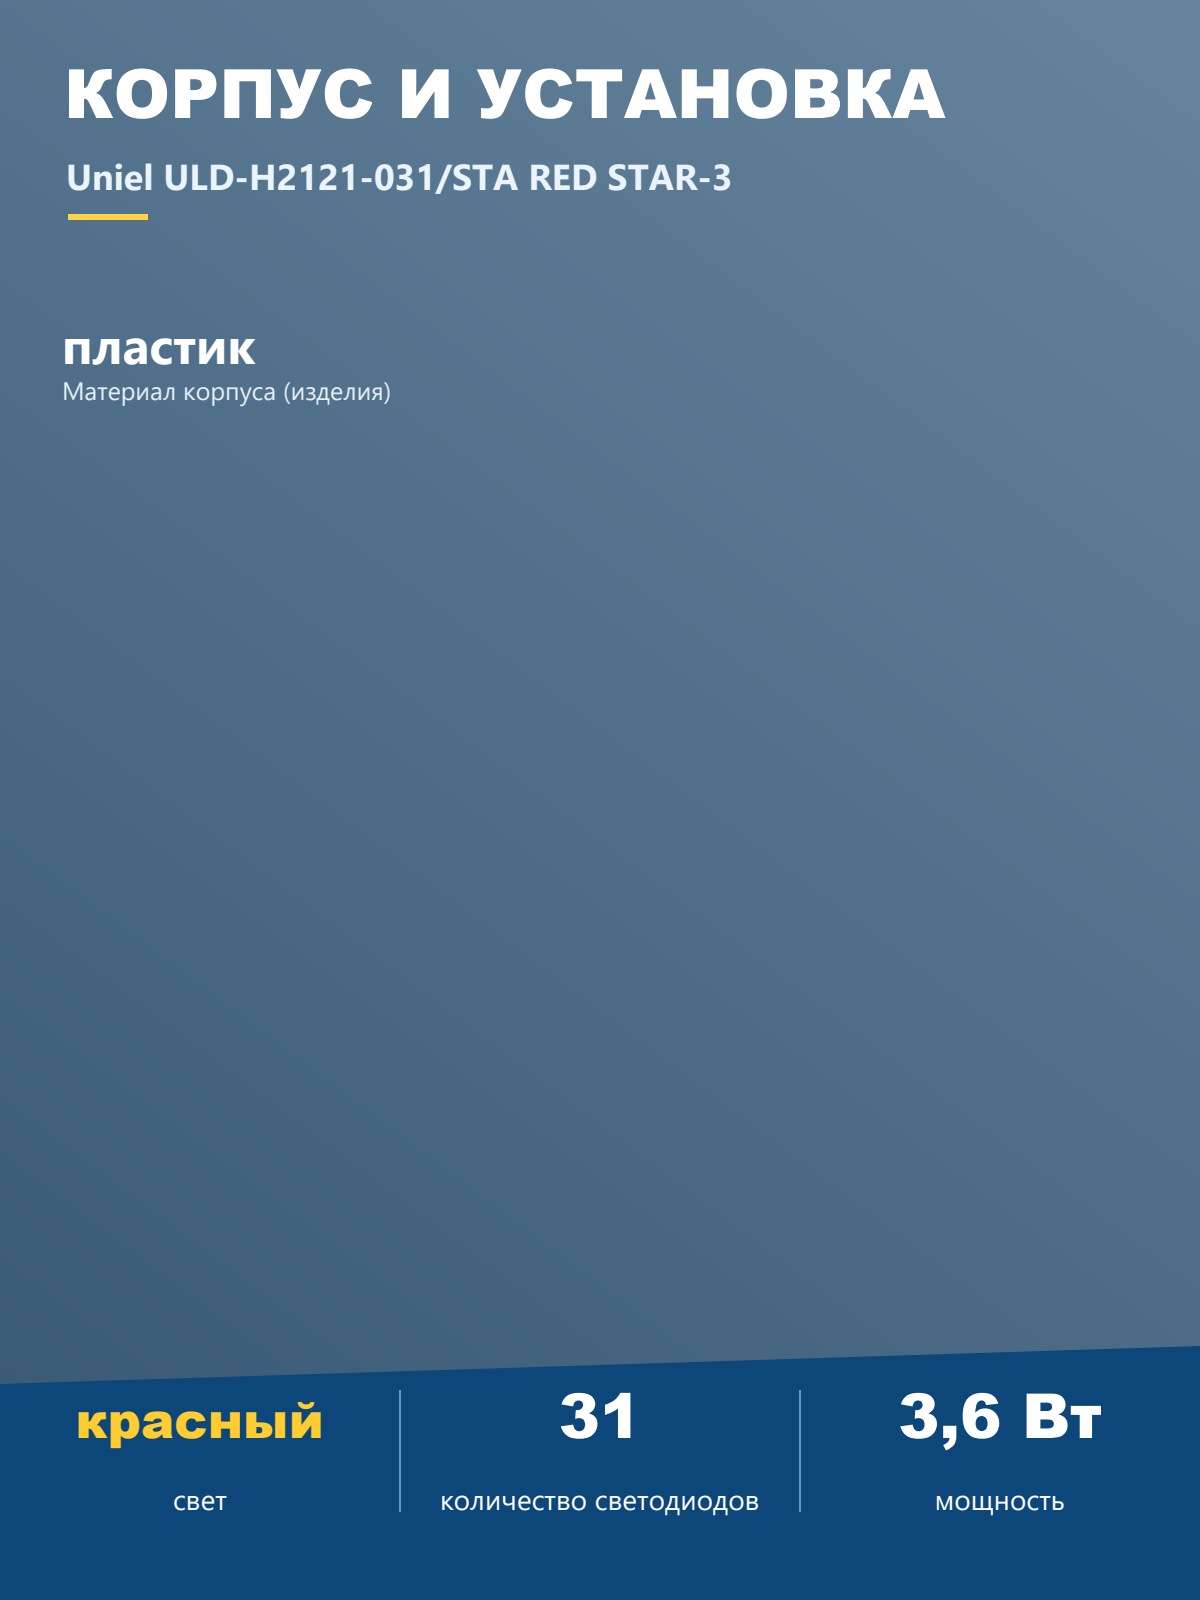 КОРПУС И УСТАНОВКА
Uniel ULD-H2121-031/STA RED STAR-3
пластик
Материал корпуса (изделия)
красный
свет
31
количество светодиодов
3,6 Вт
мощность